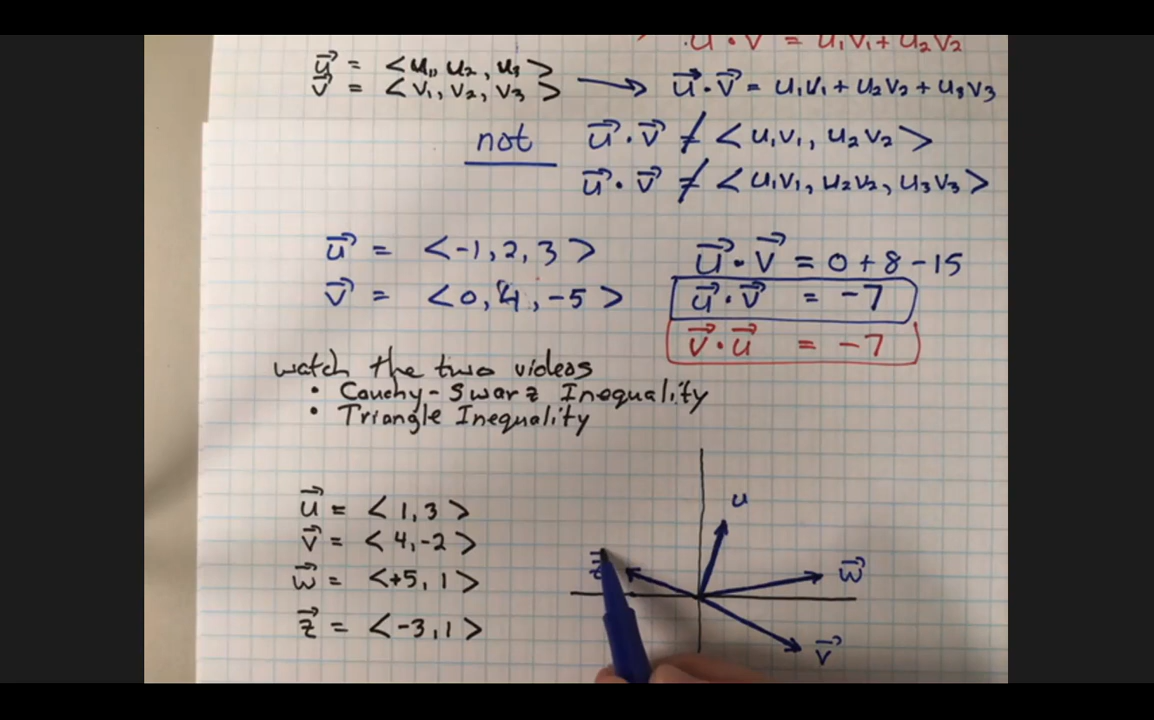 u⃗ · v⃗ = u₁v₁ + u₂v₂
u⃗ = <u₁, u₂, u₃>
v⃗ = <v₁, v₂, v₃> → u⃗ · v⃗ = u₁v₁ + u₂v₂ + u₃v₃
not u⃗ · v⃗ ≠ <u₁v₁, u₂v₂>
u⃗ · v⃗ ≠ <u₁v₁, u₂v₂, u₃v₃>
u⃗ = <-1, 2, 3> u⃗ · v⃗ = 0 + 8 - 15
v⃗ = <0, 4, -5> u⃗ · v⃗ = -7
v⃗ · u⃗ = -7
watch the two videos
• Cauchy - Swarz Inequality
• Triangle Inequality
u
u⃗ = <1, 3>
v⃗ = <4, -2>
w⃗ = <+5, 1> z⃗ w⃗
z⃗ = <-3, 1>
v⃗